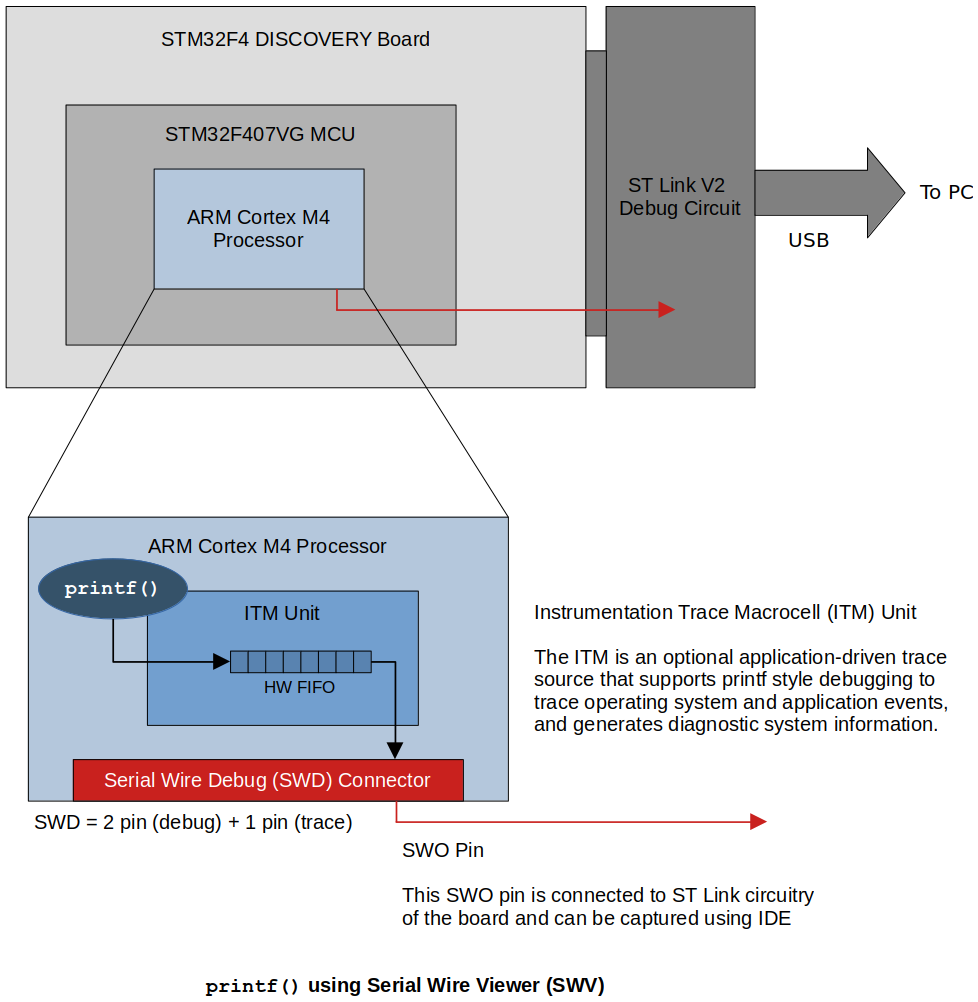 STM32F4 DISCOVERY Board
STM32F407VG MCU
ARM Cortex M4
Processor
ST Link V2
Debug Circuit
To PC
USB
ARM Cortex M4 Processor
printf()
ITM Unit
HW FIFO
Serial Wire Debug (SWD) Connector
SWD = 2 pin (debug) + 1 pin (trace)
Instrumentation Trace Macrocell (ITM) Unit
The ITM is an optional application-driven trace
source that supports printf style debugging to
trace operating system and application events,
and generates diagnostic system information.
SWO Pin
This SWO pin is connected to ST Link circuitry
of the board and can be captured using IDE
printf() using Serial Wire Viewer (SWV)